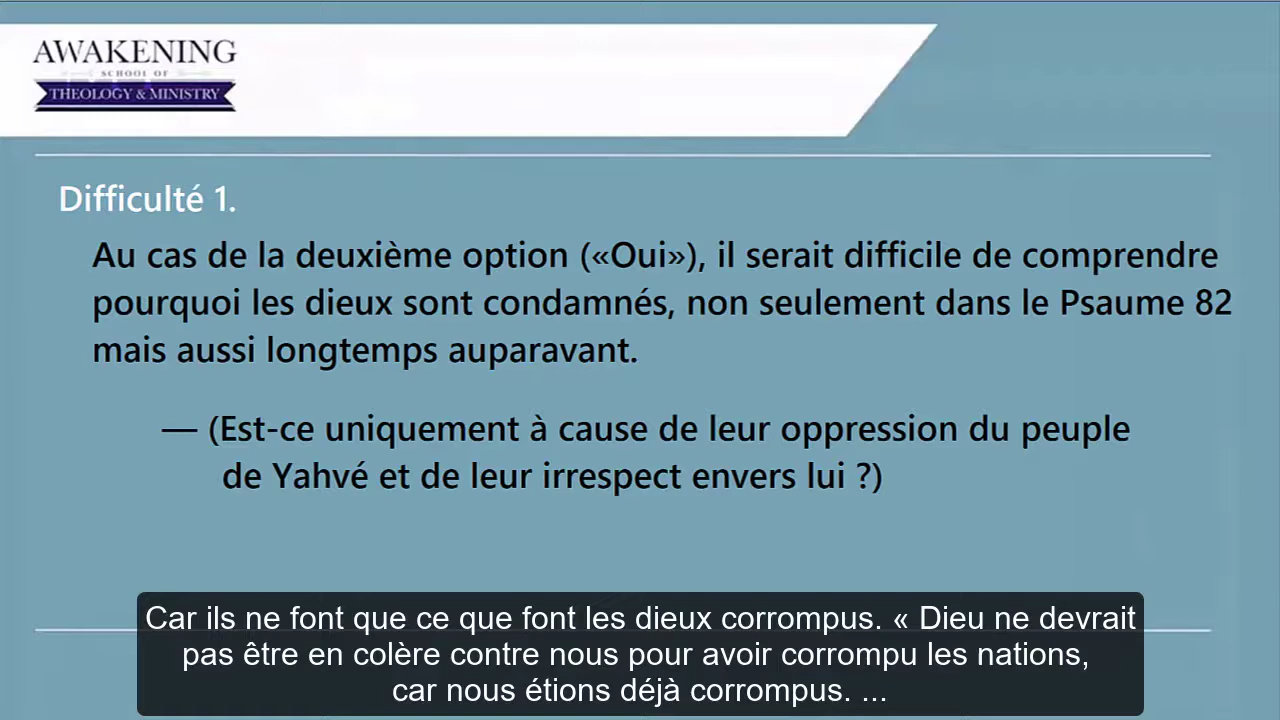 AWAKENING
SCHOOL OF
THEOLOGY & MINISTRY
Difficulté 1.
Au cas de la deuxième option («Oui»), il serait difficile de comprendre
pourquoi les dieux sont condamnés, non seulement dans le Psaume 82
mais aussi longtemps auparavant.
— (Est-ce uniquement à cause de leur oppression du peuple
de Yahvé et de leur irrespect envers lui ?)
Car ils ne font que ce que font les dieux corrompus. « Dieu ne devrait
pas être en colère contre nous pour avoir corrompu les nations,
car nous étions déjà corrompus. ...